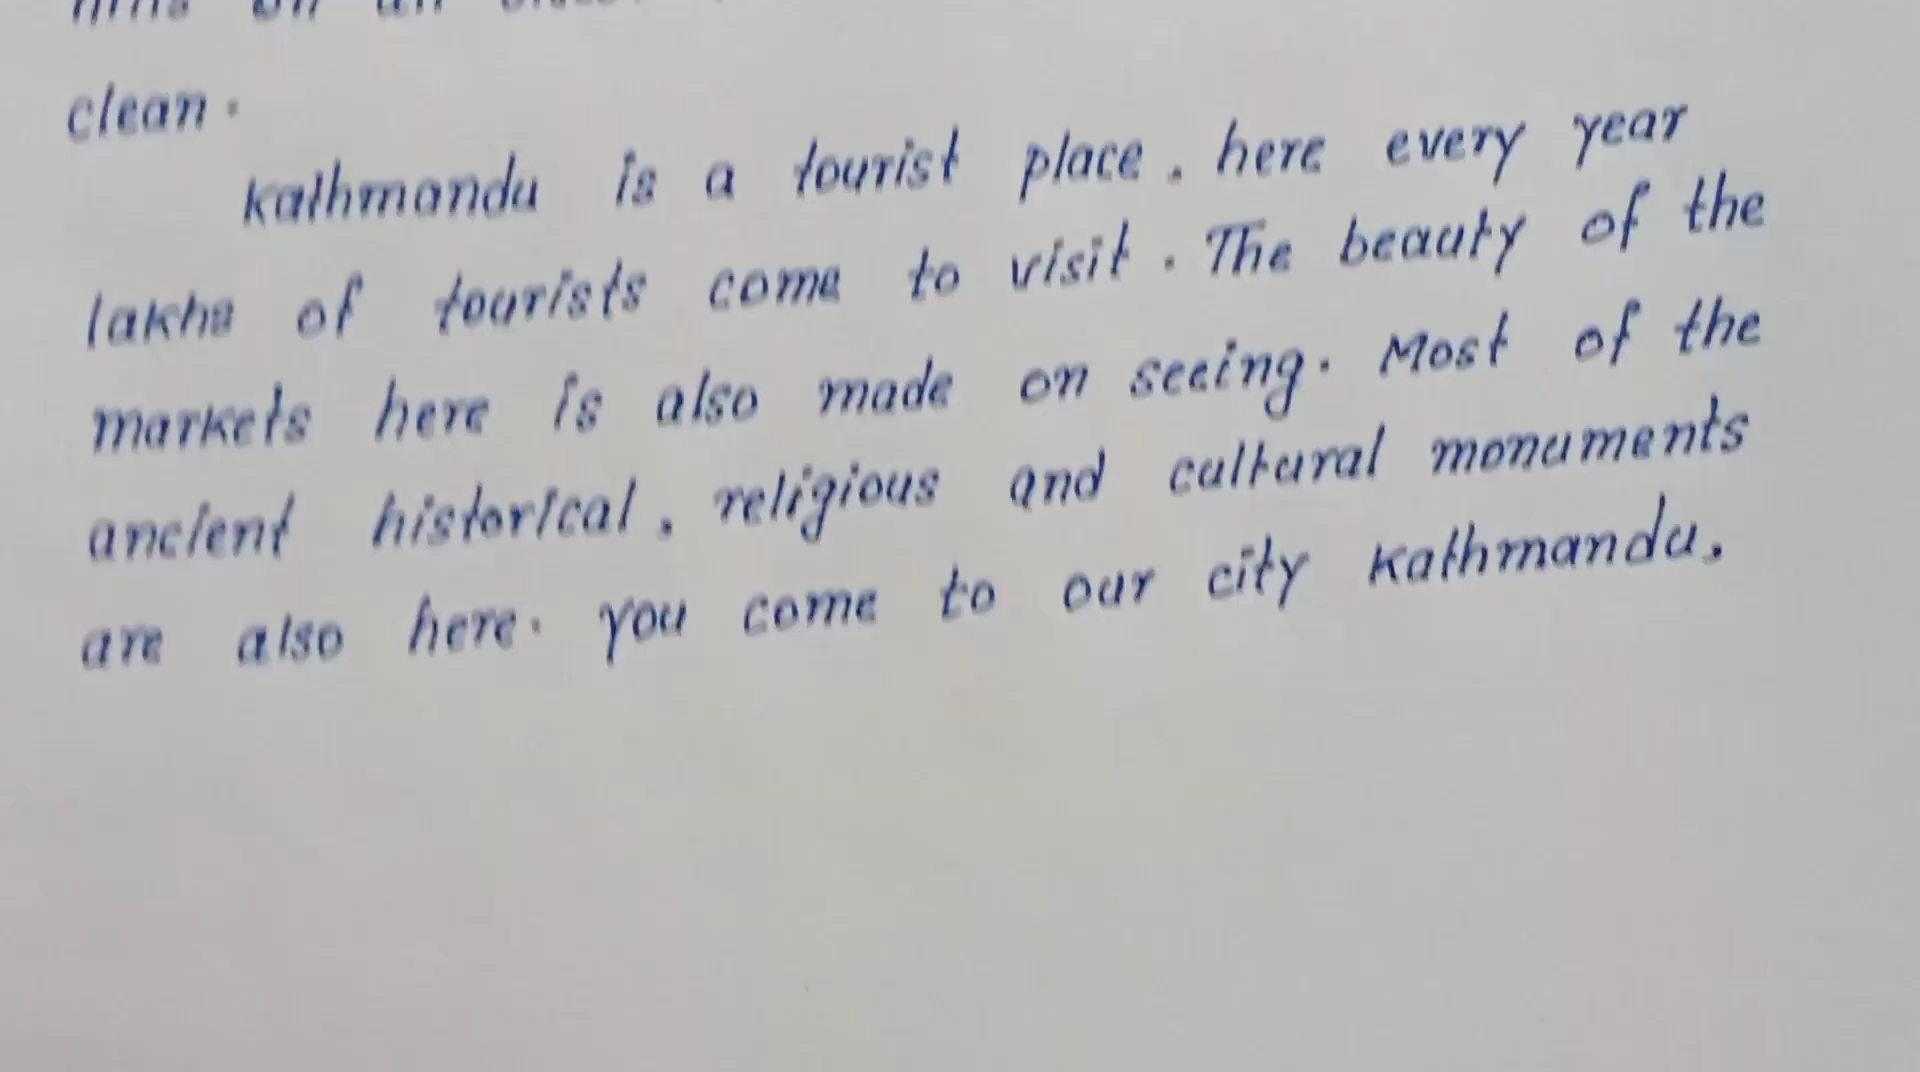 clean.
Kathmandu is a tourist place, here every year
lakhs of tourists come to visit. The beauty of the
markets here is also made on seeing. Most of the
ancient historical, religious and cultural monuments
are also here. You come to our city Kathmandu.